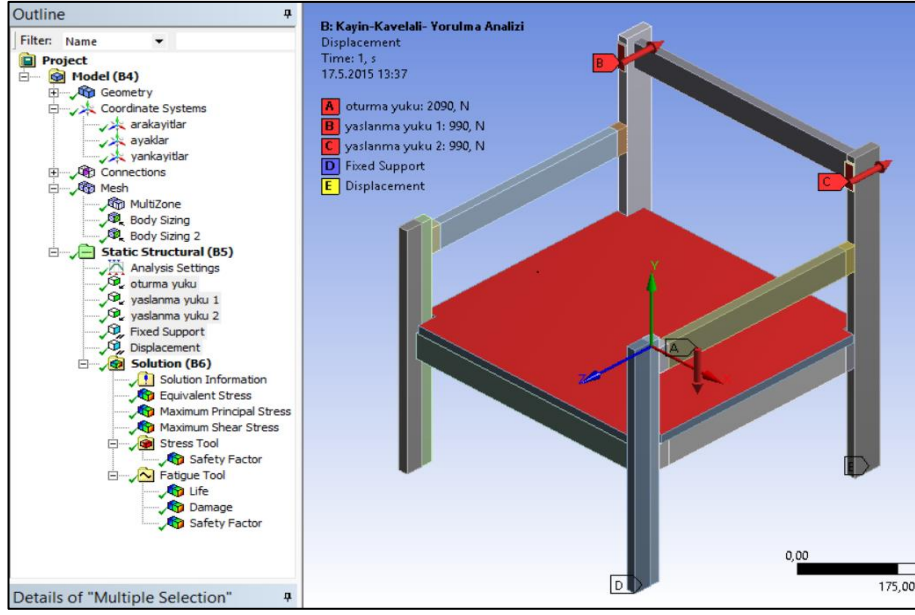 Outline
Filter: Name
Project
Model (B4)
Geometry
Coordinate Systems
arakayitlar
ayaklar
yankayitlar
Connections
Mesh
MultiZone
Body Sizing
Body Sizing 2
Static Structural (B5)
Analysis Settings
oturma yuku
yaslanma yuku 1
yaslanma yuku 2
Fixed Support
Displacement
Solution (B6)
Solution Information
Equivalent Stress
Maximum Principal Stress
Maximum Shear Stress
Stress Tool
Safety Factor
Fatigue Tool
Life
Damage
Safety Factor
Details of "Multiple Selection"
B: Kayin-Kavelali- Yorulma Analizi
Displacement
Time: 1, s
17.5.2015 13:37
A oturma yuku: 2090, N
B yaslanma yuku 1: 990, N
C yaslanma yuku 2: 990, N
D Fixed Support
E Displacement
B
C
Y
A
Z
E
D
0,00
175,00